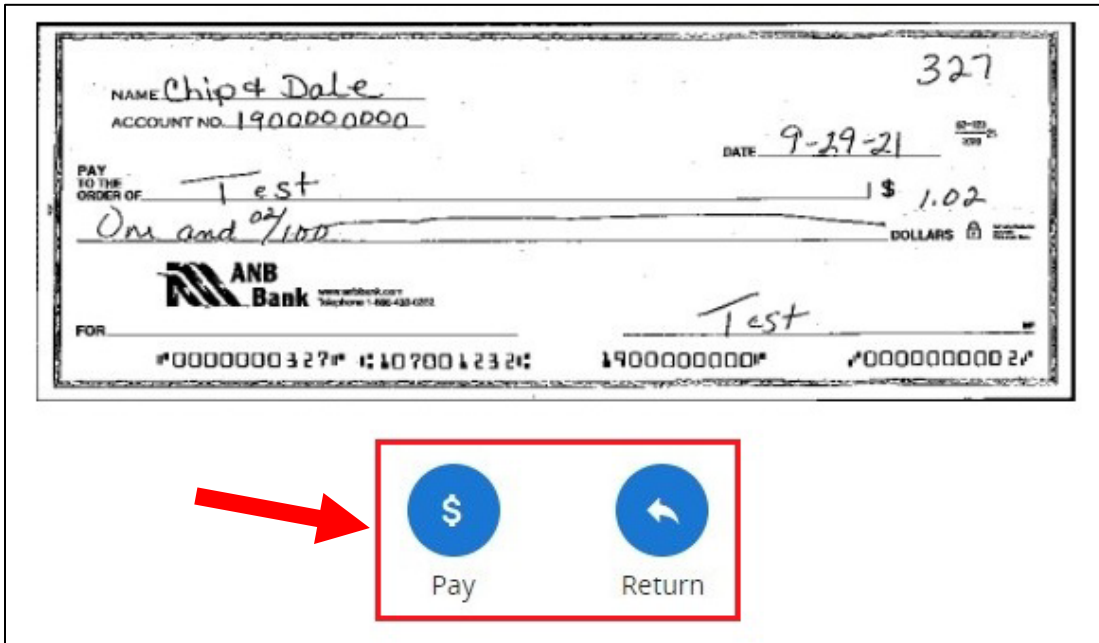 327
NAME Chip & Dale
ACCOUNT NO. 1900000000
DATE 9-29-21
PAY
TO THE
ORDER OF Test $ 1.02
One and 02/100 DOLLARS
ANB
Bank
FOR Test
⑈0000000327⑈ ⑆107001232⑆ 1900000000⑈ ⑇0000000002⑇
Pay Return